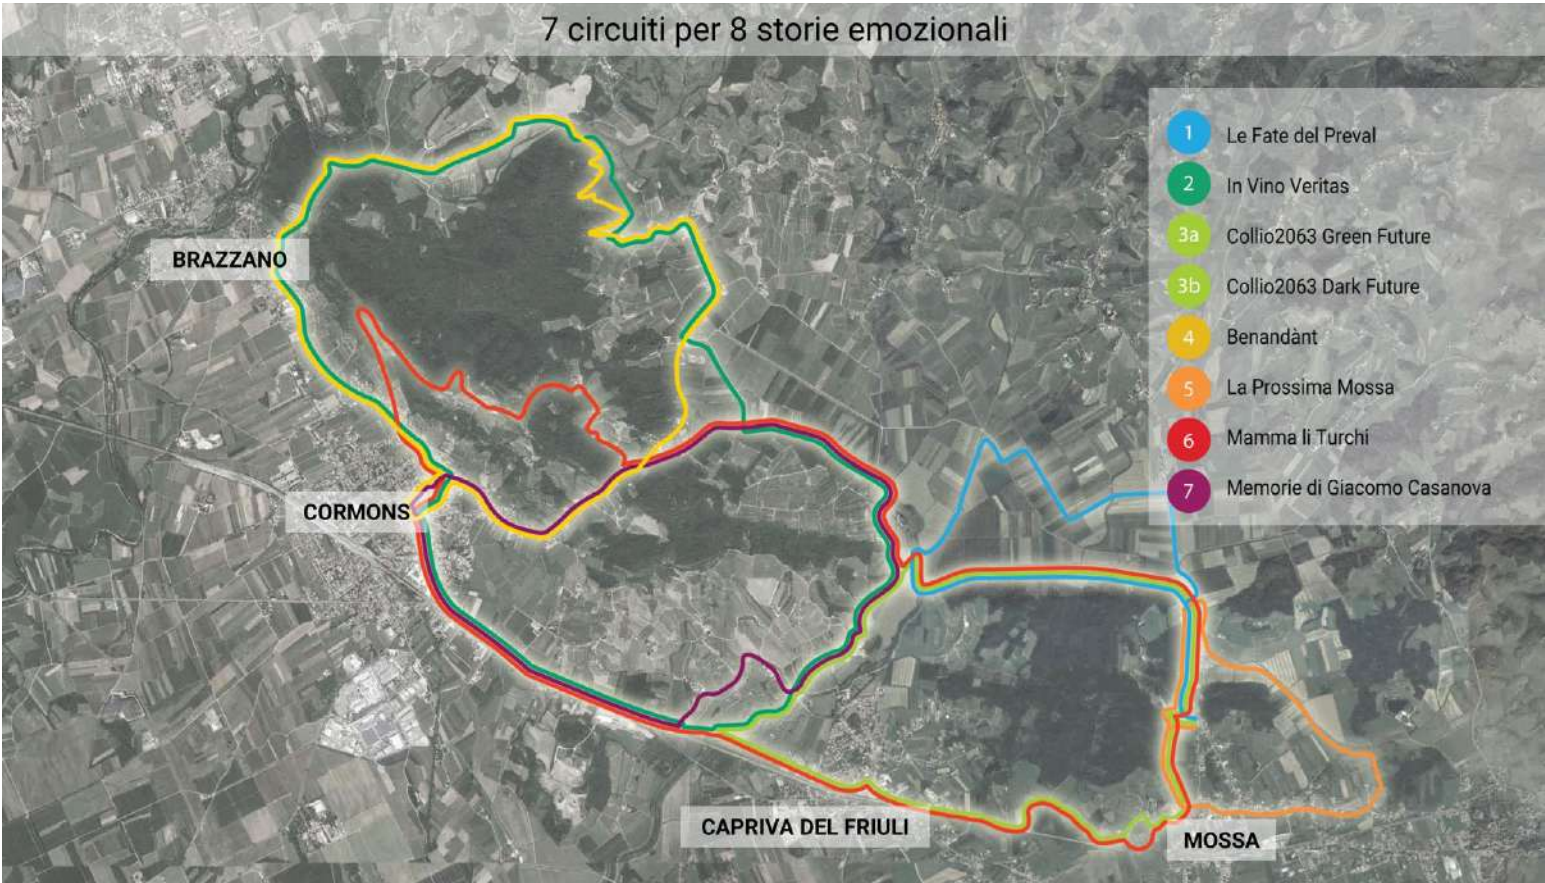 7 circuiti per 8 storie emozionali
1 Le Fate del Preval
2 In Vino Veritas
3a Collio2063 Green Future
3b Collio2063 Dark Future
4 Benandànt
5 La Prossima Mossa
6 Mamma li Turchi
7 Memorie di Giacomo Casanova
BRAZZANO
CORMONS
CAPRIVA DEL FRIULI
MOSSA